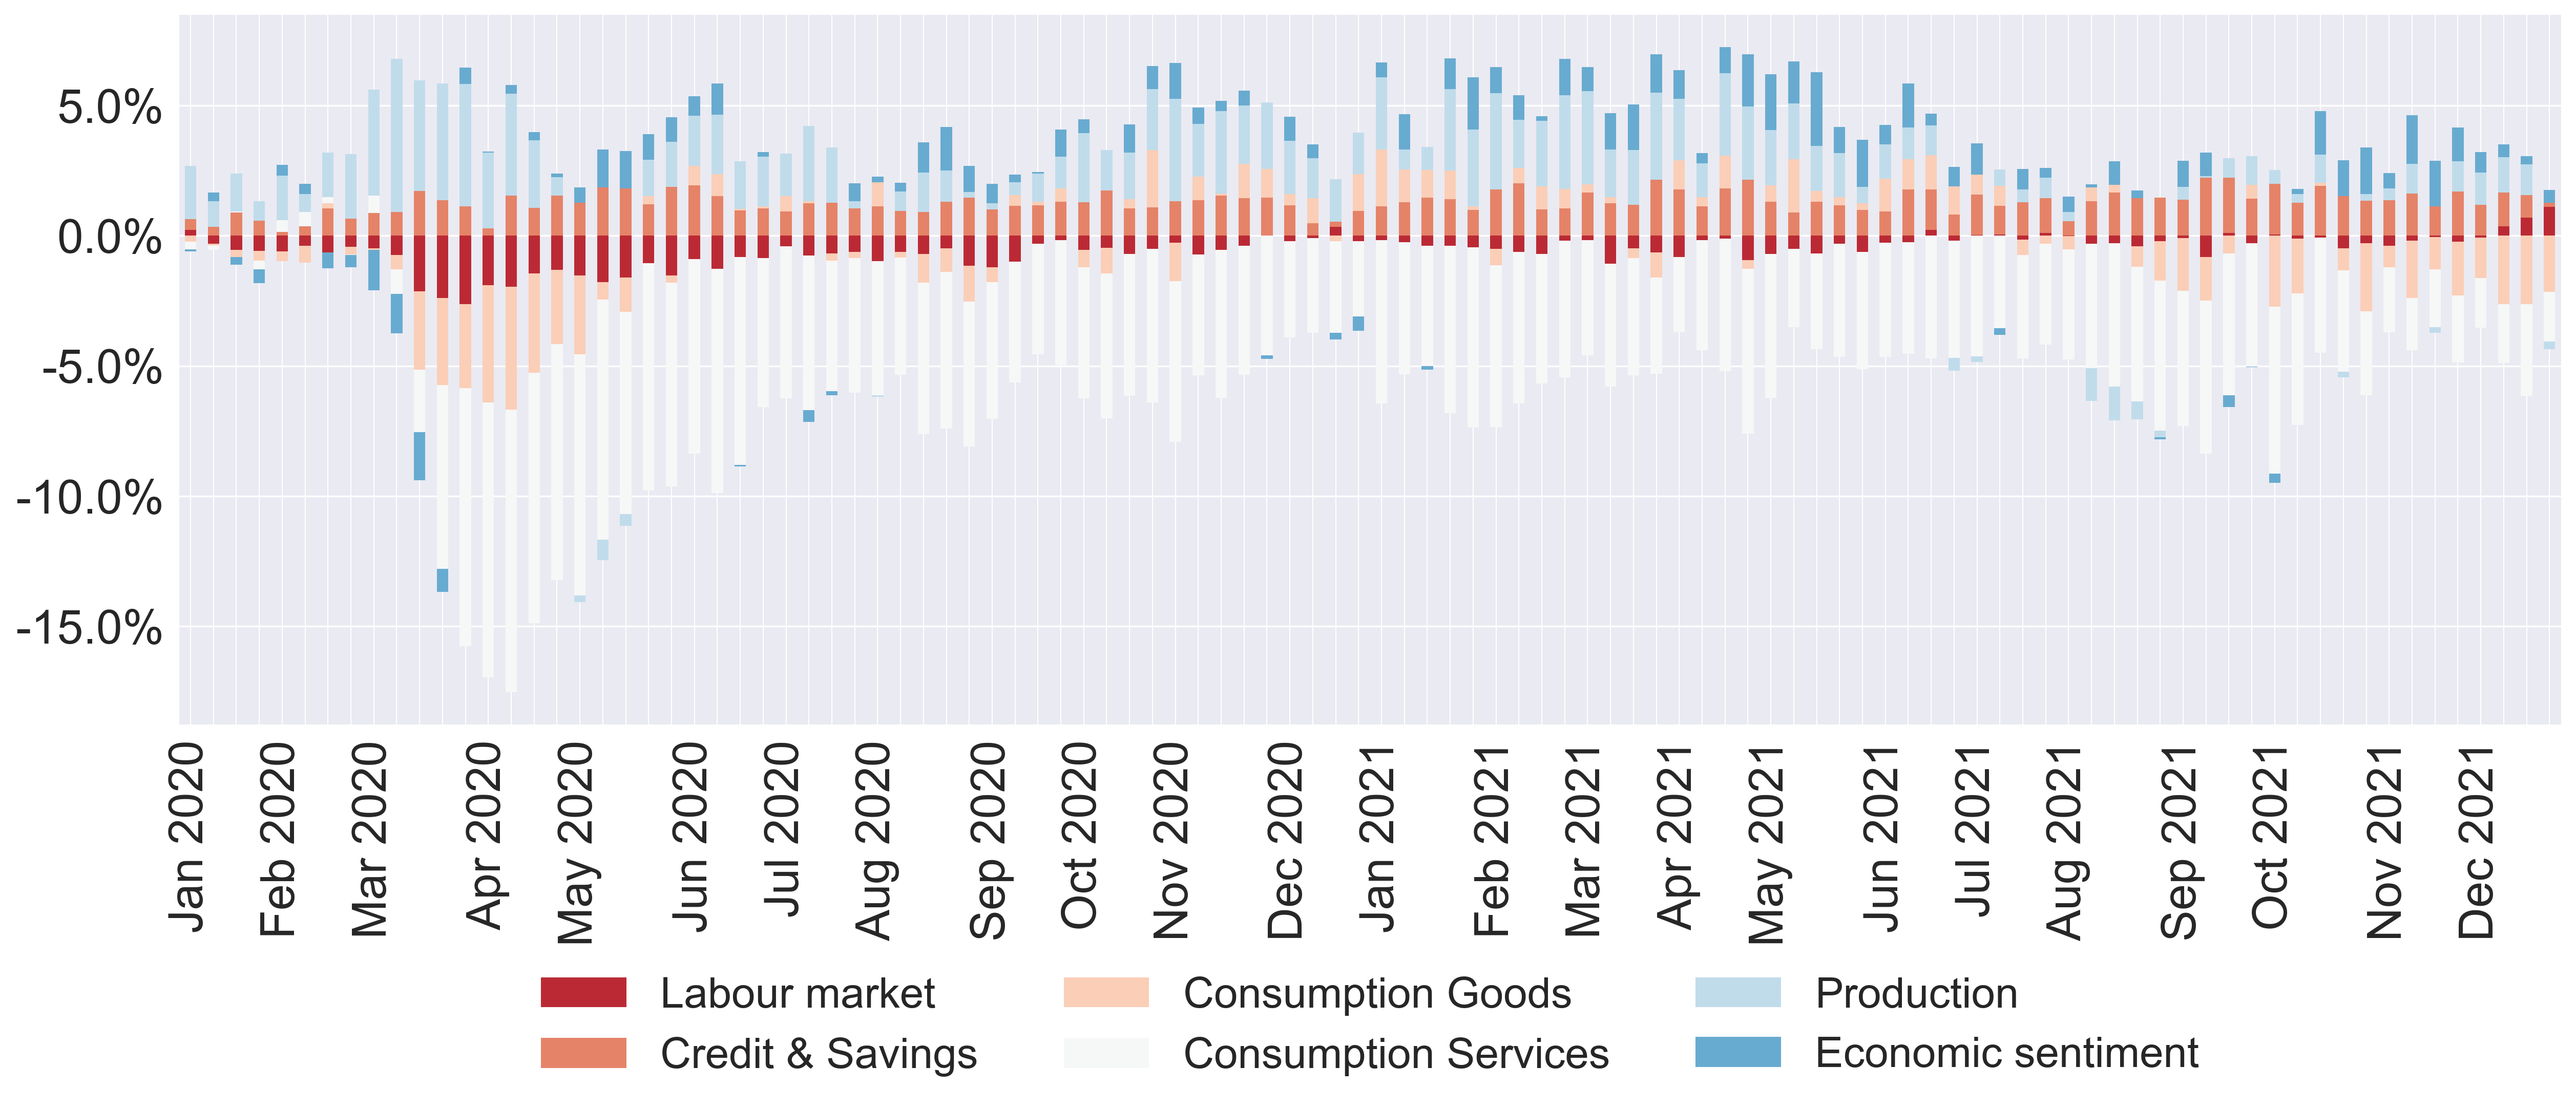 5.0%
0.0%
-5.0%
-10.0%
-15.0%
Jan 2020
Feb 2020
Mar 2020
Apr 2020
May 2020
Jun 2020
Jul 2020
Aug 2020
Sep 2020
Oct 2020
Nov 2020
Dec 2020
Jan 2021
Feb 2021
Mar 2021
Apr 2021
May 2021
Jun 2021
Jul 2021
Aug 2021
Sep 2021
Oct 2021
Nov 2021
Dec 2021
Labour market
Consumption Goods
Production
Credit & Savings
Consumption Services
Economic sentiment